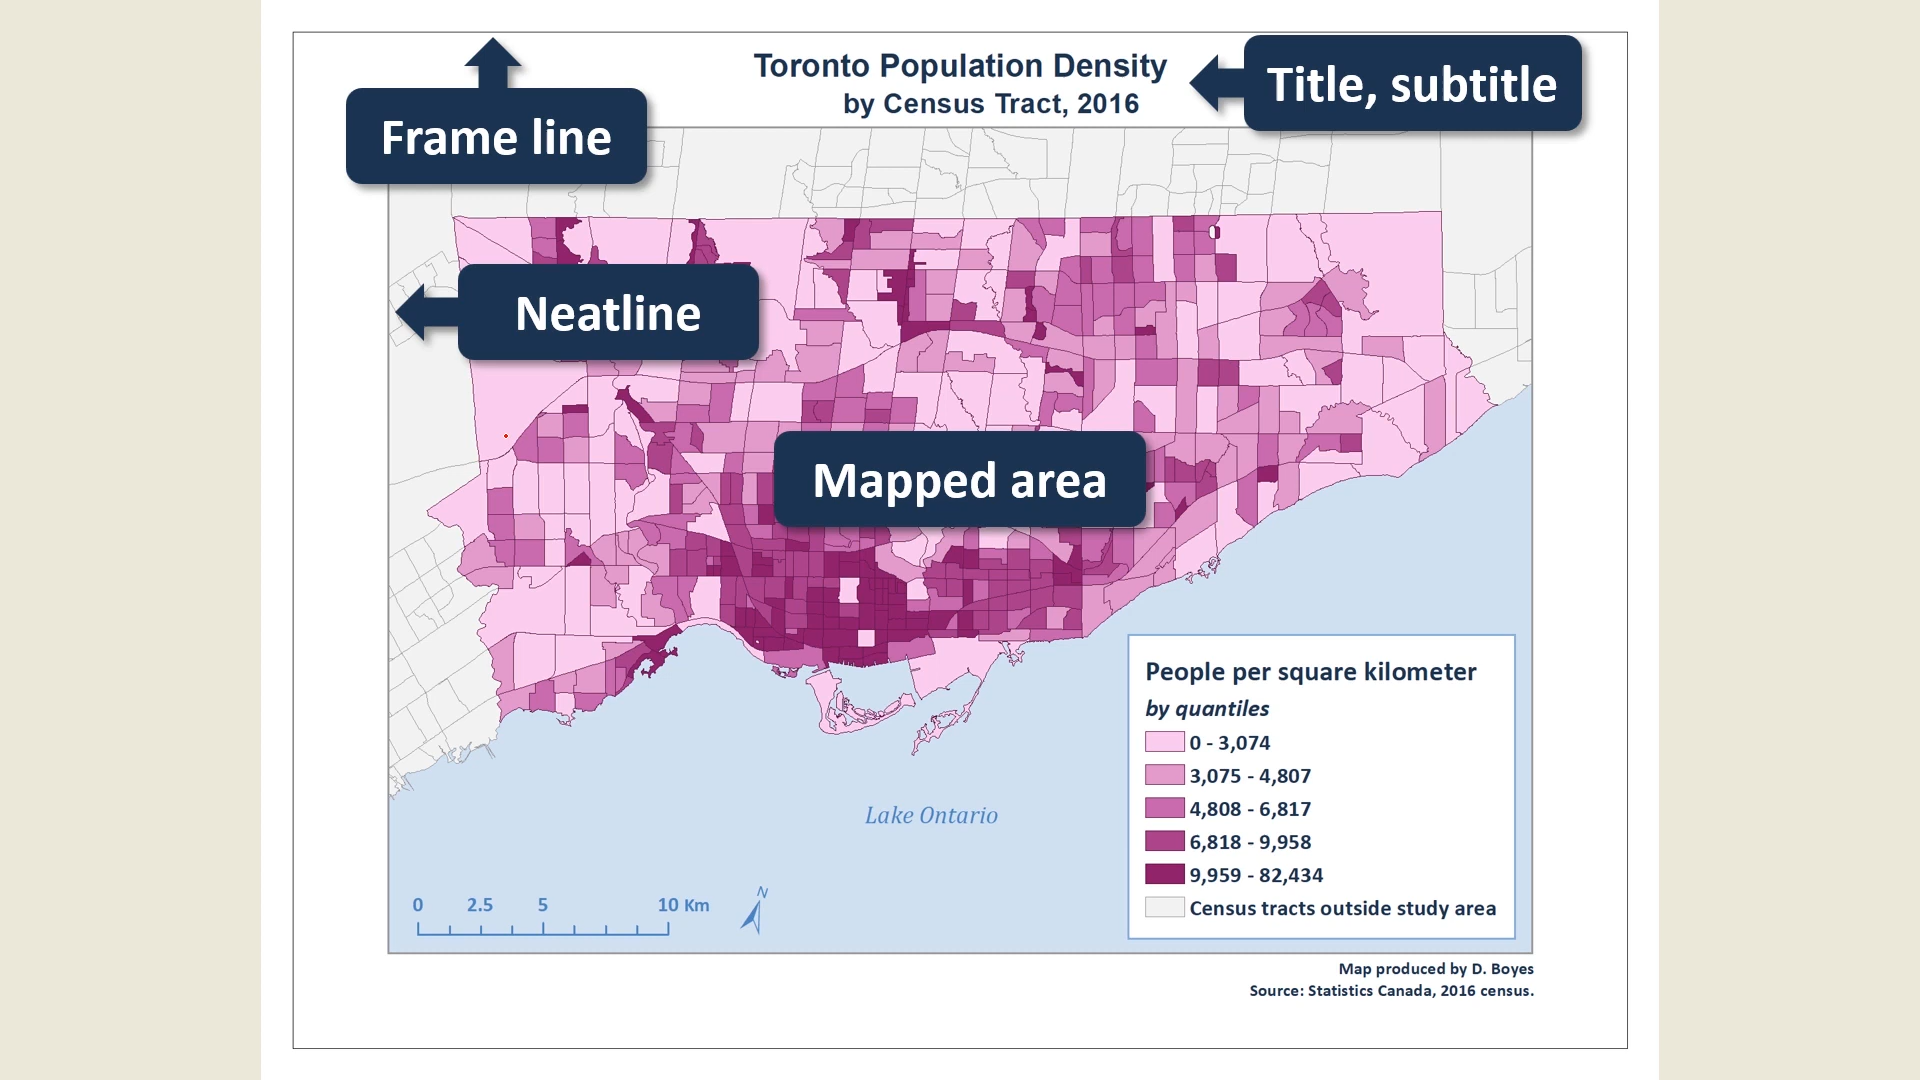 Toronto Population Density
by Census Tract, 2016
Title, subtitle
Frame line
Neatline
Mapped area
People per square kilometer
by quantiles
0 - 3,074
3,075 - 4,807
4,808 - 6,817
6,818 - 9,958
9,959 - 82,434
Census tracts outside study area
Lake Ontario
0 2.5 5 10 Km
N
Map produced by D. Boyes
Source: Statistics Canada, 2016 census.